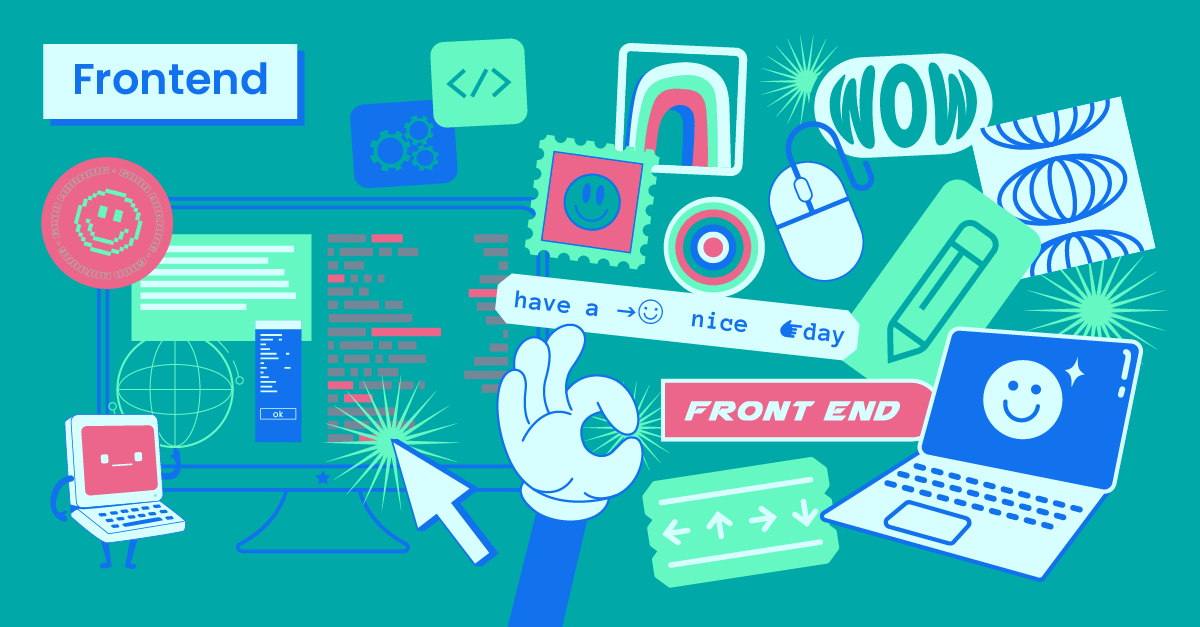 Frontend
</>
WOW
have a →☺ nice ☛day
FRONT END
ok